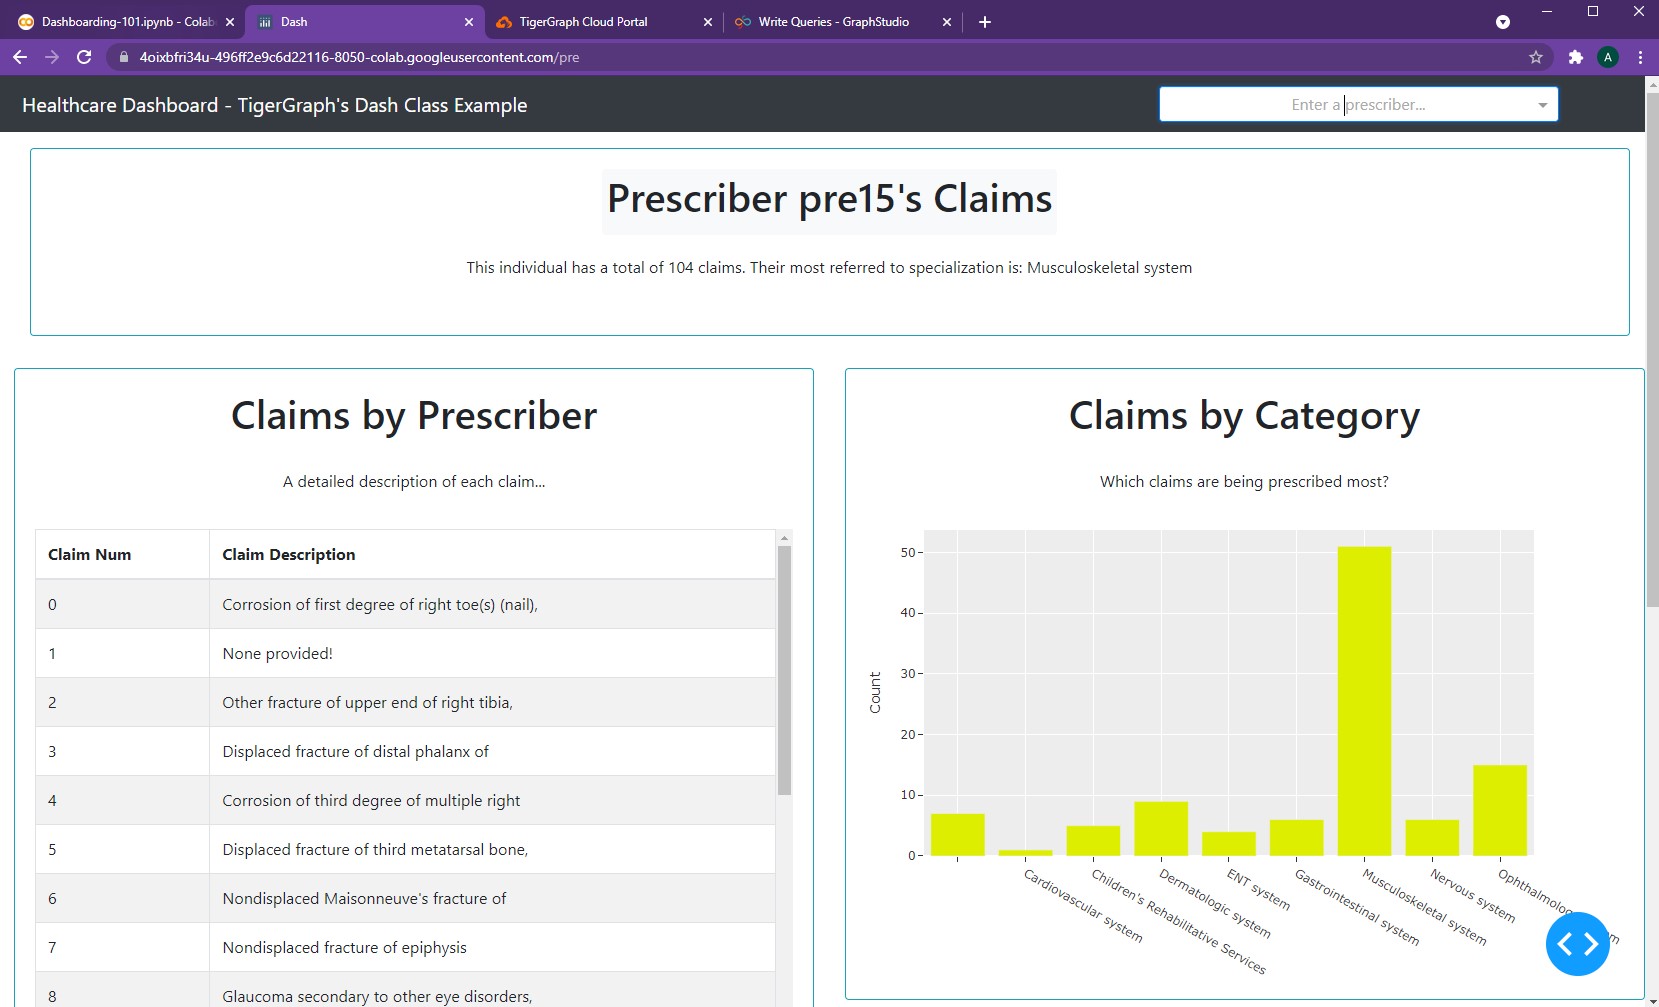 Dashboarding-101.ipynb - Colab
Dash
TigerGraph Cloud Portal
Write Queries - GraphStudio
4oixbfri34u-496ff2e9c6d22116-8050-colab.googleusercontent.com/pre
A
Healthcare Dashboard - TigerGraph's Dash Class Example
Enter a prescriber...
Prescriber pre15's Claims
This individual has a total of 104 claims. Their most referred to specialization is: Musculoskeletal system
Claims by Prescriber
A detailed description of each claim...
Claim Num Claim Description
0 Corrosion of first degree of right toe(s) (nail),
1 None provided!
2 Other fracture of upper end of right tibia,
3 Displaced fracture of distal phalanx of
4 Corrosion of third degree of multiple right
5 Displaced fracture of third metatarsal bone,
6 Nondisplaced Maisonneuve's fracture of
7 Nondisplaced fracture of epiphysis
8 Glaucoma secondary to other eye disorders,
Claims by Category
Which claims are being prescribed most?
50
40
30
20
10
0
Count
Cardiovascular system
Children's Rehabilitative Services
Dermatologic system
ENT system
Gastrointestinal system
Musculoskeletal system
Nervous system